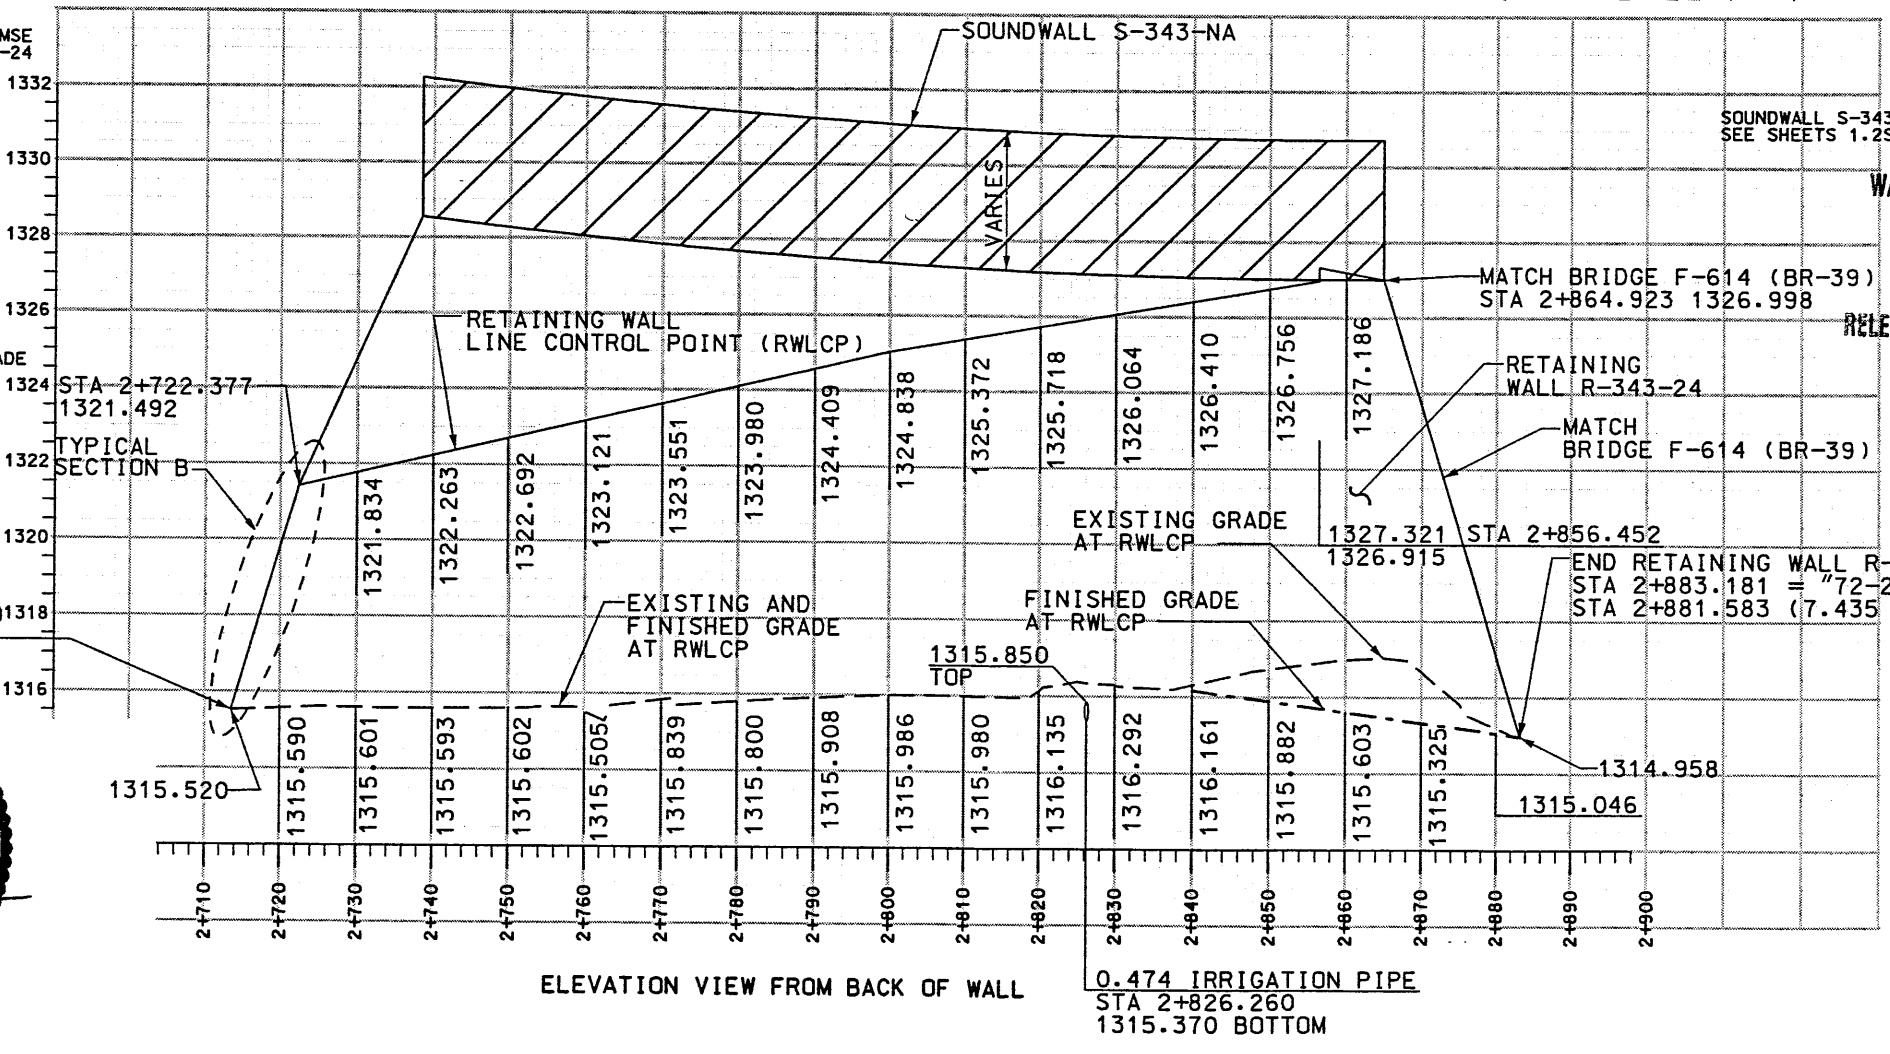 MSE
-24
1332
1330
1328
1326
1324
1322
1320
1318
1316
SOUNDWALL S-343-NA
SOUNDWALL S-343
SEE SHEETS 1.2S
VARIES
MATCH BRIDGE F-614 (BR-39)
STA 2+864.923 1326.998
RELE
RETAINING WALL
LINE CONTROL POINT (RWLCP)
ADE
STA 2+722.377
1321.492
TYPICAL
SECTION B
RETAINING
WALL R-343-24
MATCH
BRIDGE F-614 (BR-39)
1321.834
1322.263
1322.692
1323.121
1323.551
1323.980
1324.409
1324.838
1325.372
1325.718
1326.064
1326.410
1326.756
1327.186
EXISTING GRADE
AT RWLCP
1327.321 STA 2+856.452
1326.915
END RETAINING WALL R-
STA 2+883.181 = "72-2
STA 2+881.583 (7.435
EXISTING AND
FINISHED GRADE
AT RWLCP
FINISHED GRADE
AT RWLCP
1315.850
TOP
1315.520
1315.590
1315.601
1315.593
1315.602
1315.505
1315.839
1315.800
1315.908
1315.986
1315.980
1316.135
1316.292
1316.161
1315.882
1315.603
1315.325
1314.958
1315.046
2+710
2+720
2+730
2+740
2+750
2+760
2+770
2+780
2+790
2+800
2+810
2+820
2+830
2+840
2+850
2+860
2+870
2+880
2+890
2+900
ELEVATION VIEW FROM BACK OF WALL
0.474 IRRIGATION PIPE
STA 2+826.260
1315.370 BOTTOM